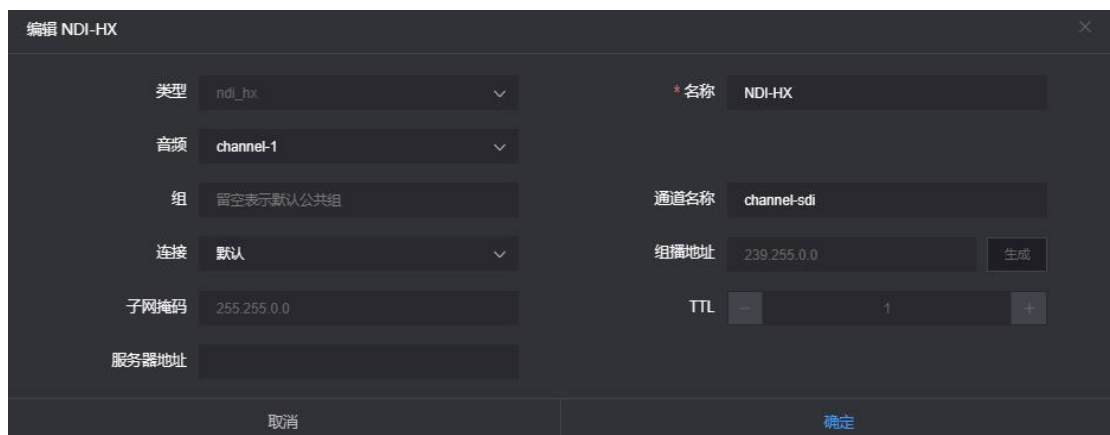 编辑 NDI-HX
类型 ndi_hx * 名称 NDI-HX
音频 channel-1
组 留空表示默认公共组 通道名称 channel-sdi
连接 默认 组播地址 239.255.0.0 生成
子网掩码 255.255.0.0 TTL − 1 +
服务器地址
取消 确定